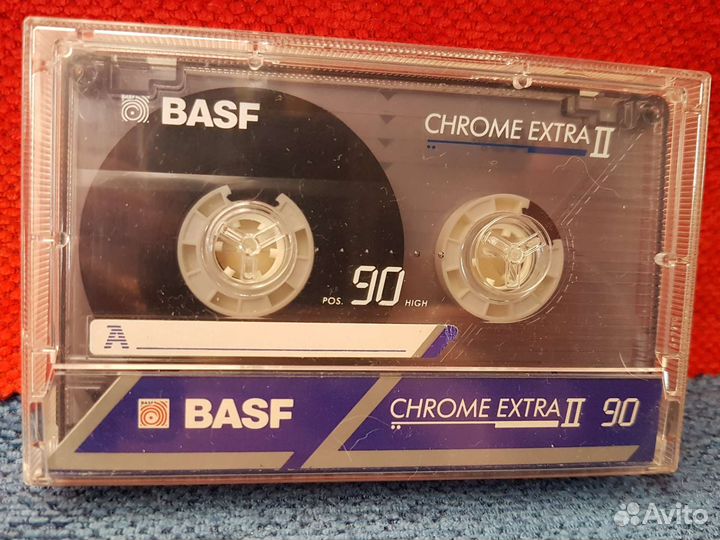 BASF
CHROME EXTRA II
POS. 90 HIGH
A
BASF CHROME EXTRA II 90
Avito